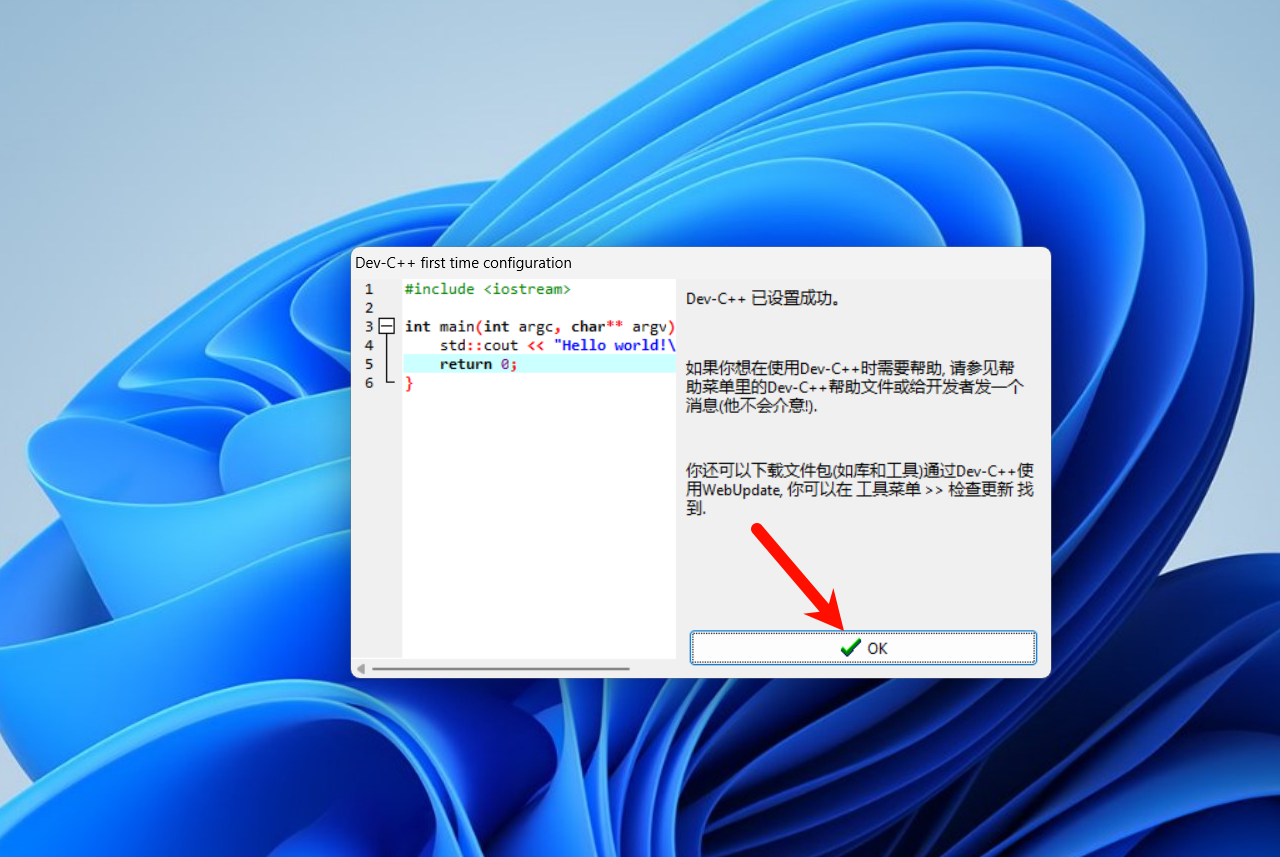 Dev-C++ first time configuration
1 #include <iostream>
2
3 int main(int argc, char** argv)
4 std::cout << "Hello world!\
5 return 0;
6 }
Dev-C++ 已设置成功。
如果你想在使用Dev-C++时需要帮助, 请参见帮
助菜单里的Dev-C++帮助文件或给开发者发一个
消息(他不会介意!).
你还可以下载文件包(如库和工具)通过Dev-C++使
用WebUpdate, 你可以在 工具菜单 >> 检查更新 找
到.
OK